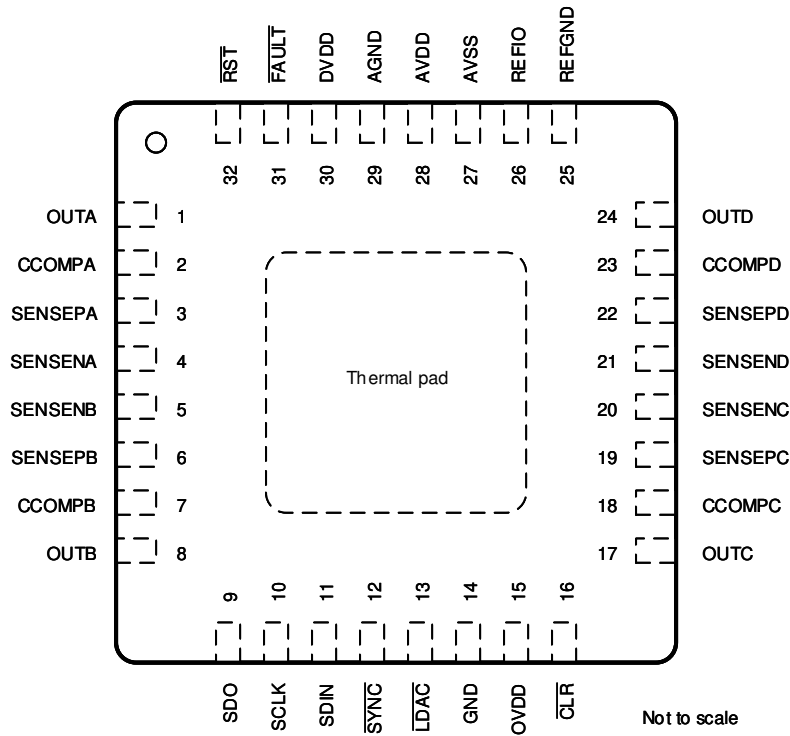 RST
FAULT
DVDD
AGND
AVDD
AVSS
REFIO
REFGND
32
31
30
29
28
27
26
25
OUTA 1
CCOMPA 2
SENSEPA 3
SENSENA 4
SENSENB 5
SENSEPB 6
CCOMPB 7
OUTB 8
24 OUTD
23 CCOMPD
22 SENSEPD
21 SENSEND
20 SENSENC
19 SENSEPC
18 CCOMPC
17 OUTC
Thermal pad
9
10
11
12
13
14
15
16
SDO
SCLK
SDIN
SYNC
LDAC
GND
OVDD
CLR
Not to scale